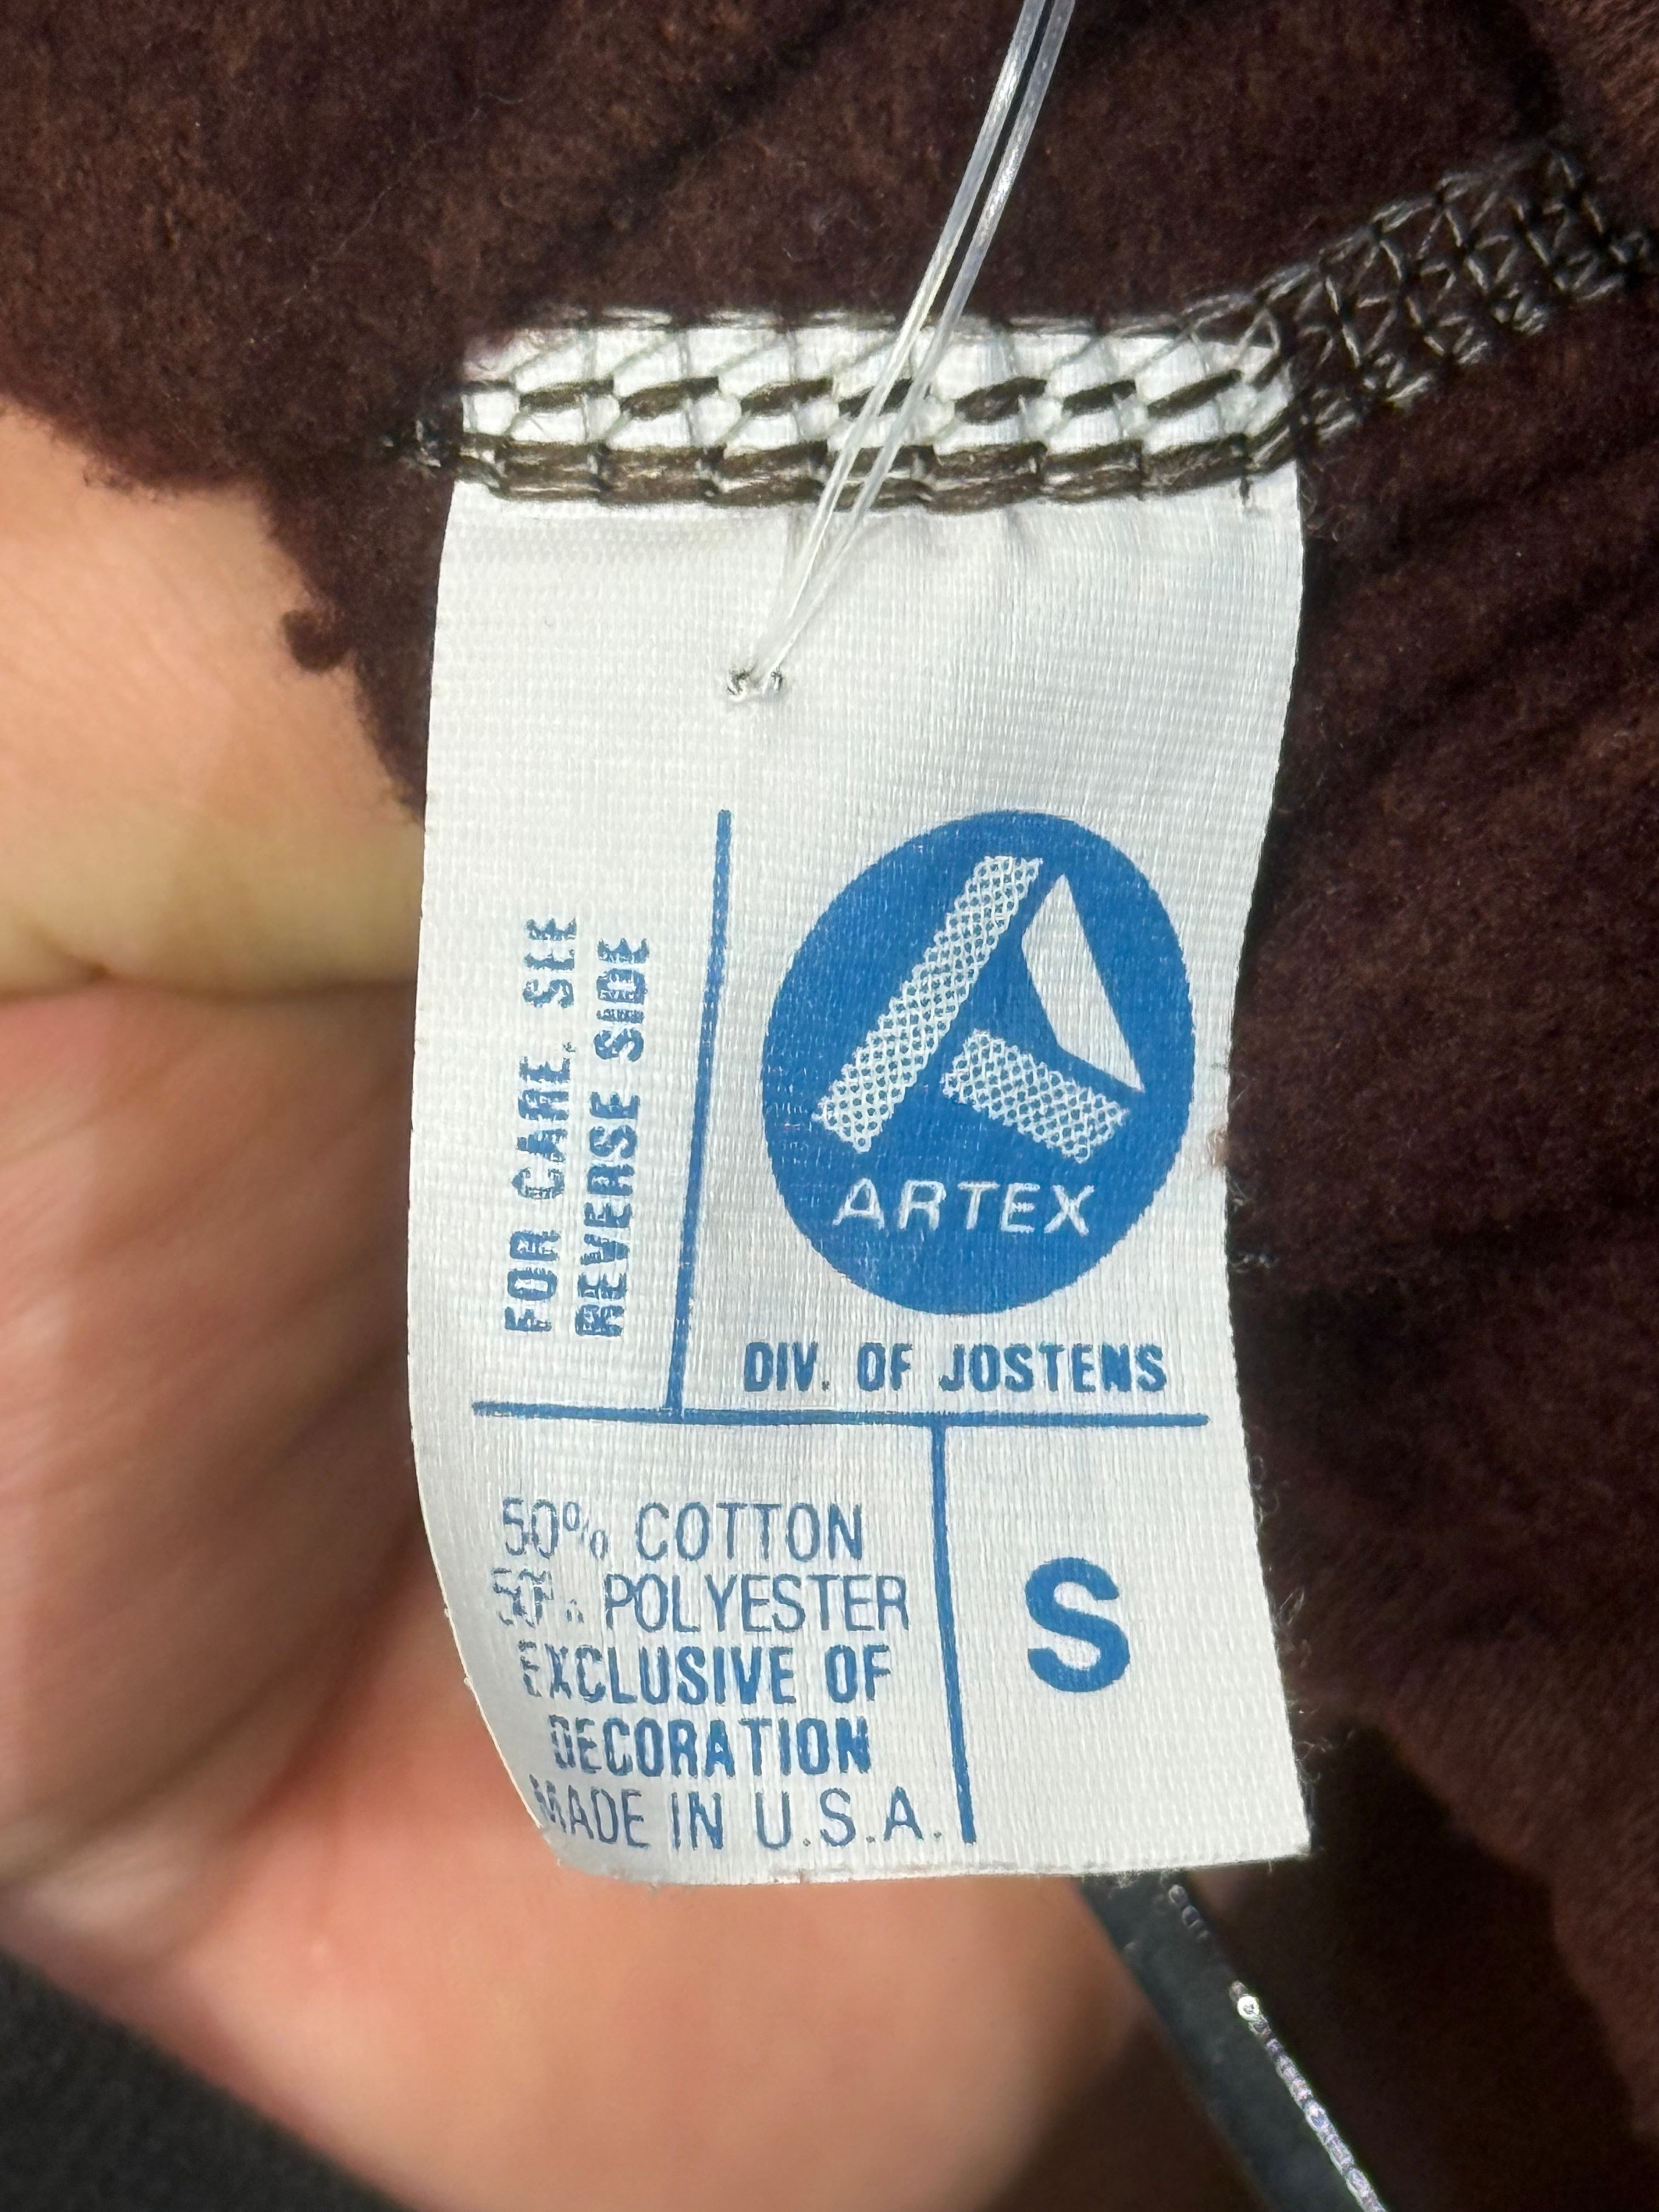 FOR CARE, SEE
REVERSE SIDE
ARTEX
DIV. OF JOSTENS
50% COTTON
50% POLYESTER
EXCLUSIVE OF
DECORATION
MADE IN U.S.A.
S